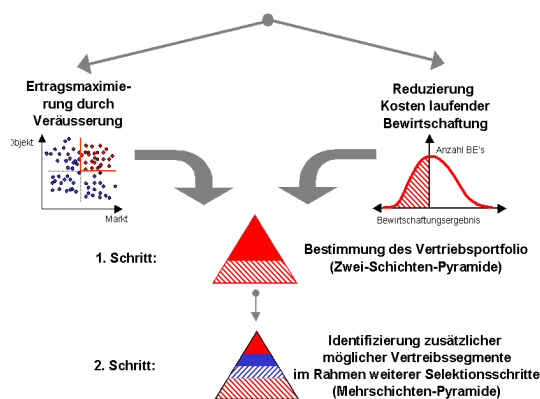 Ertragsmaximie-
rung durch
Veräusserung
Reduzierung
Kosten laufender
Bewirtschaftung
Objekt
Markt
Anzahl BE's
Bewirtschaftungsergebnis
1. Schritt:
Bestimmung des Vertriebsportfolio
(Zwei-Schichten-Pyramide)
2. Schritt:
Identifizierung zusätzlicher
möglicher Vertreibssegmente
im Rahmen weiterer Selektionsschritte
(Mehrschichten-Pyramide)